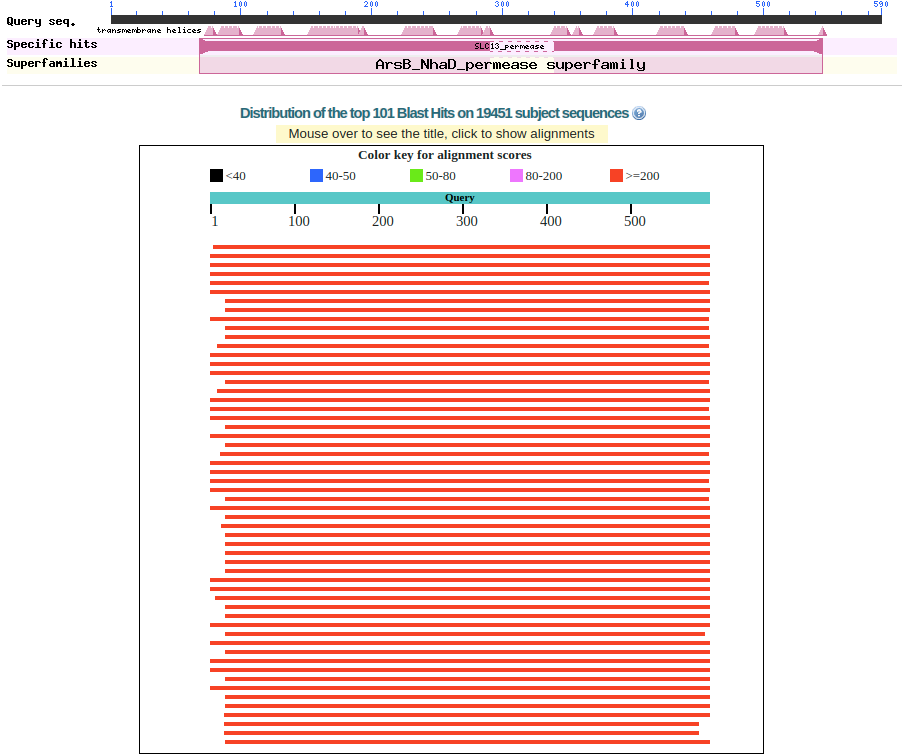 1 100 200 300 400 500 590
Query seq.
transmembrane helices
Specific hits
SLC13_permease
Superfamilies
ArsB_NhaD_permease superfamily
Distribution of the top 101 Blast Hits on 19451 subject sequences ?
Mouse over to see the title, click to show alignments
Color key for alignment scores
<40 40-50 50-80 80-200 >=200
Query
1 100 200 300 400 500